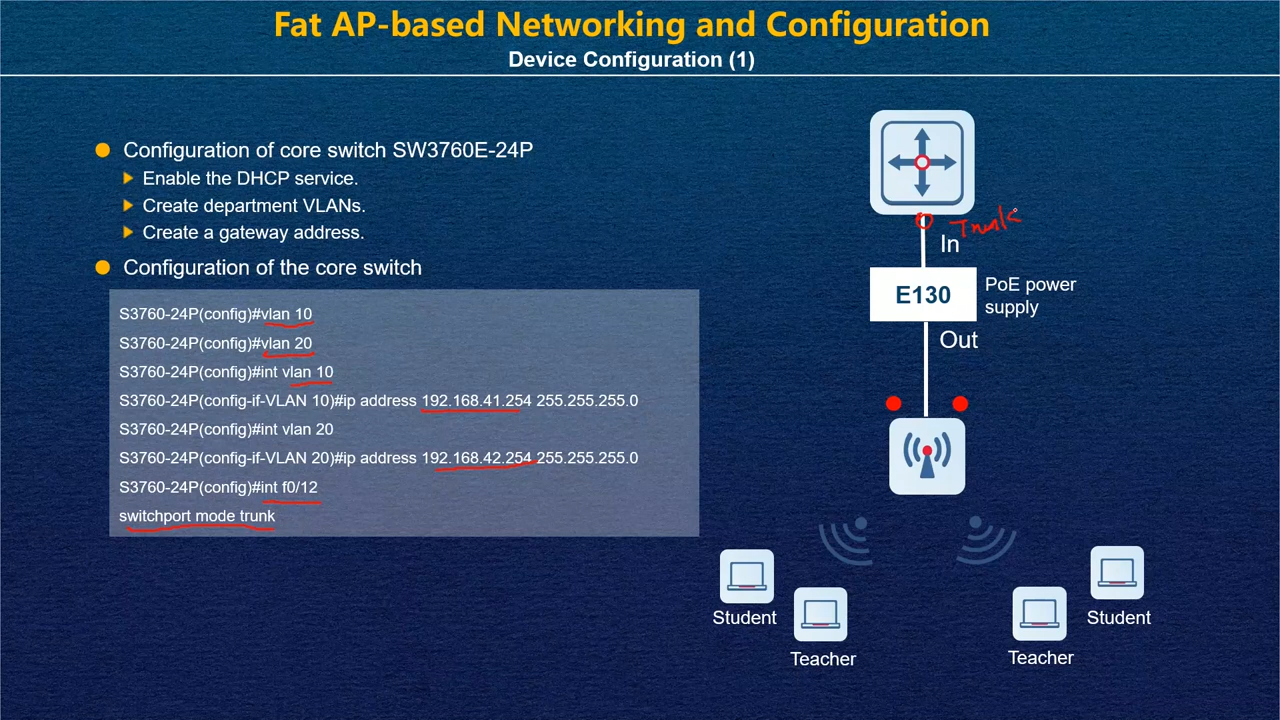 Fat AP-based Networking and Configuration
Device Configuration (1)
Configuration of core switch SW3760E-24P
Enable the DHCP service.
Create department VLANs.
Create a gateway address.
Configuration of the core switch
S3760-24P(config)#vlan 10
S3760-24P(config)#vlan 20
S3760-24P(config)#int vlan 10
S3760-24P(config-if-VLAN 10)#ip address 192.168.41.254 255.255.255.0
S3760-24P(config)#int vlan 20
S3760-24P(config-if-VLAN 20)#ip address 192.168.42.254 255.255.255.0
S3760-24P(config)#int f0/12
switchport mode trunk
Trunk
In
E130
PoE power
supply
Out
Student
Teacher
Teacher
Student